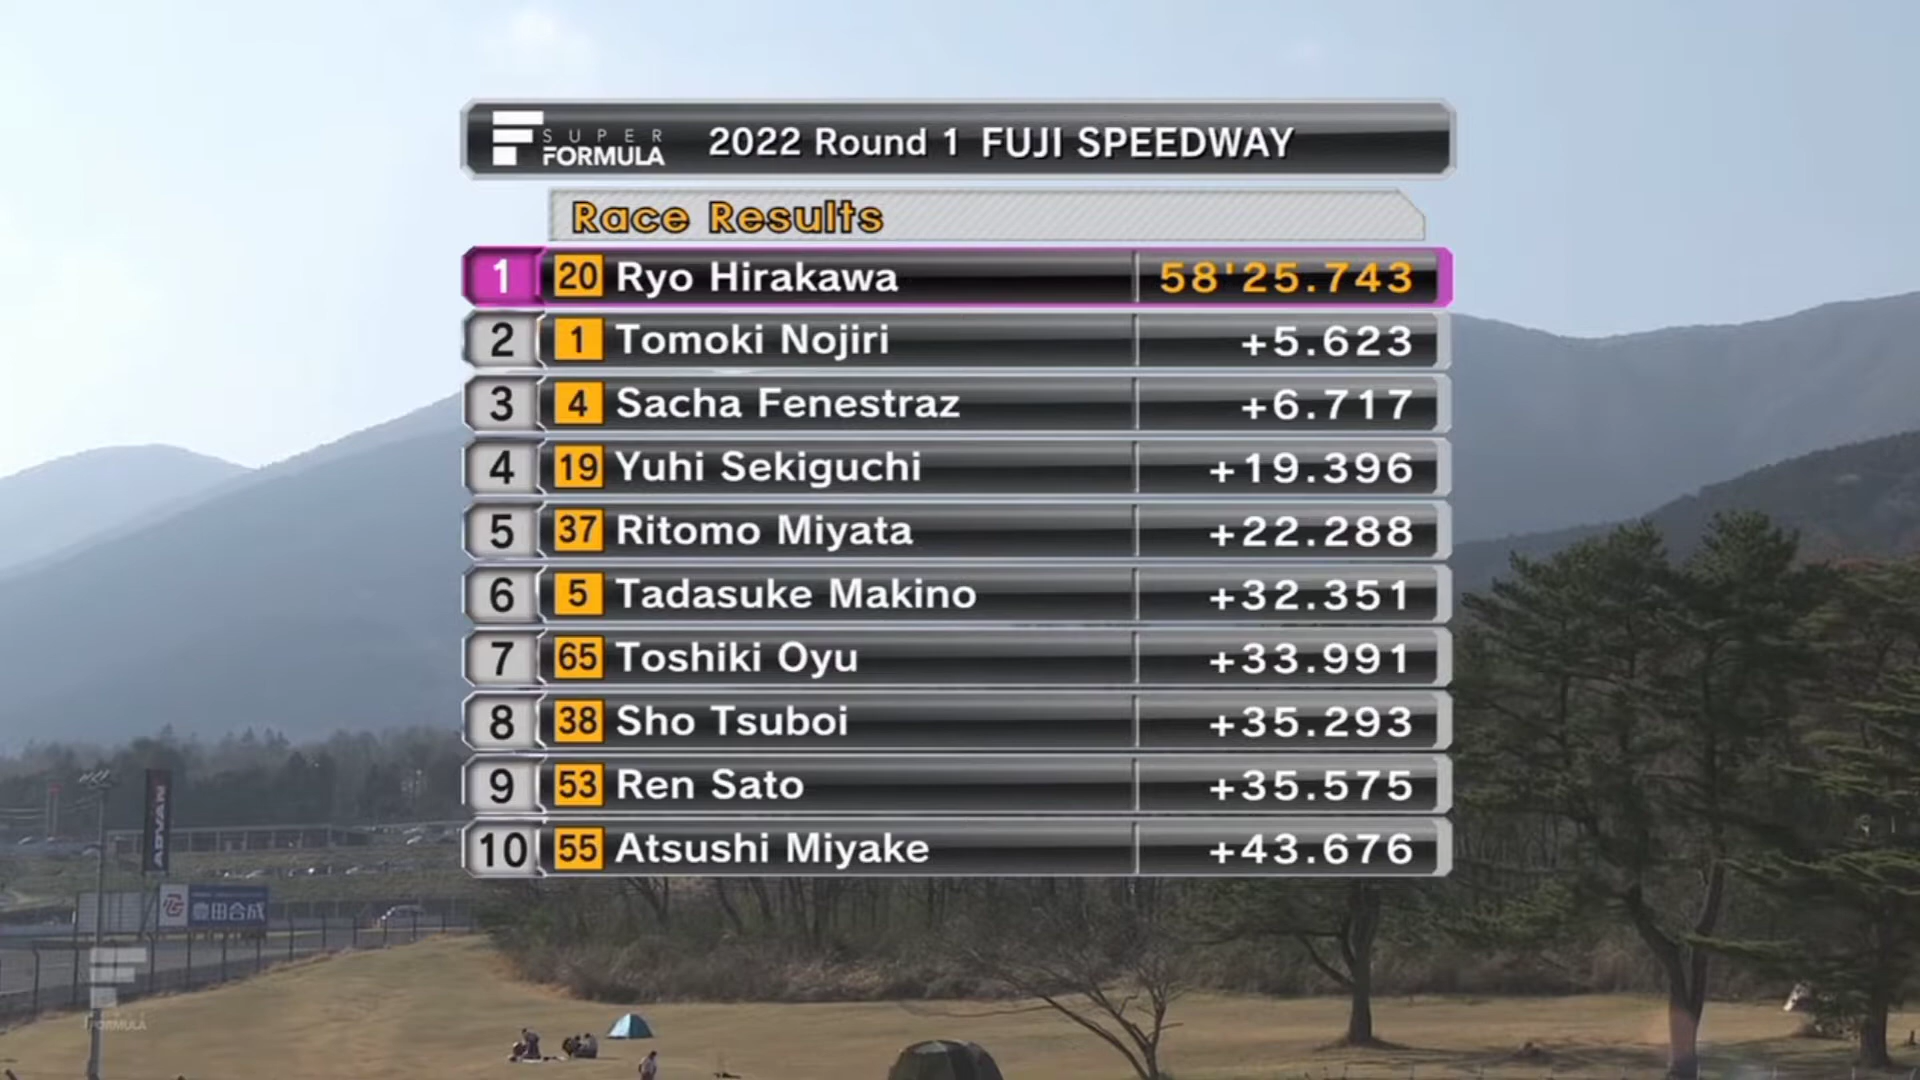 SUPER
FORMULA
2022 Round 1 FUJI SPEEDWAY
Race Results
1 20 Ryo Hirakawa 58'25.743
2 1 Tomoki Nojiri +5.623
3 4 Sacha Fenestraz +6.717
4 19 Yuhi Sekiguchi +19.396
5 37 Ritomo Miyata +22.288
6 5 Tadasuke Makino +32.351
7 65 Toshiki Oyu +33.991
8 38 Sho Tsuboi +35.293
9 53 Ren Sato +35.575
10 55 Atsushi Miyake +43.676
ADVAN
豊田合成
FORMULA